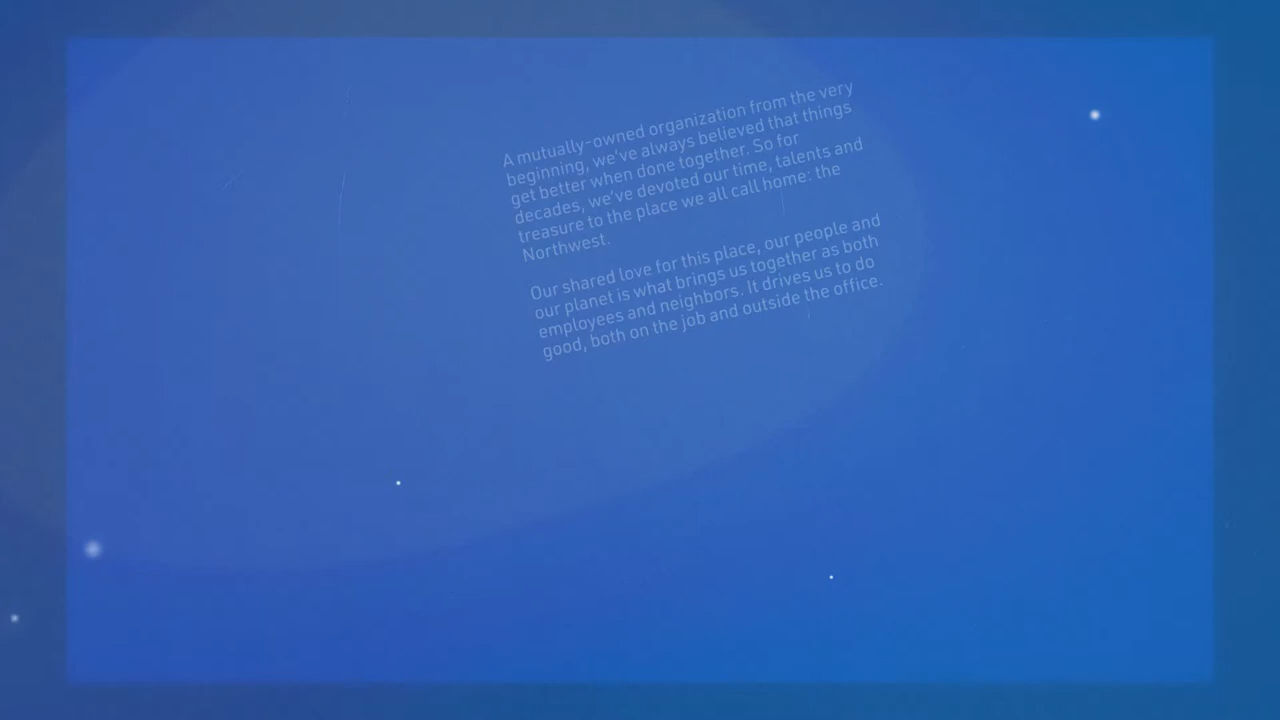 A mutually-owned organization from the very
beginning, we've always believed that things
get better when done together. So for
decades, we've devoted our time, talents and
treasure to the place we all call home: the
Northwest.
Our shared love for this place, our people and
our planet is what brings us together as both
employees and neighbors. It drives us to do
good, both on the job and outside the office.